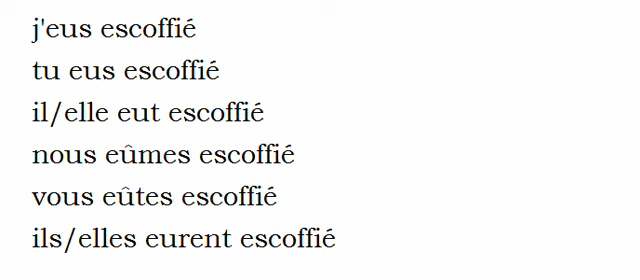 j'eus escoffié
tu eus escoffié
il/elle eut escoffié
nous eûmes escoffié
vous eûtes escoffié
ils/elles eurent escoffié